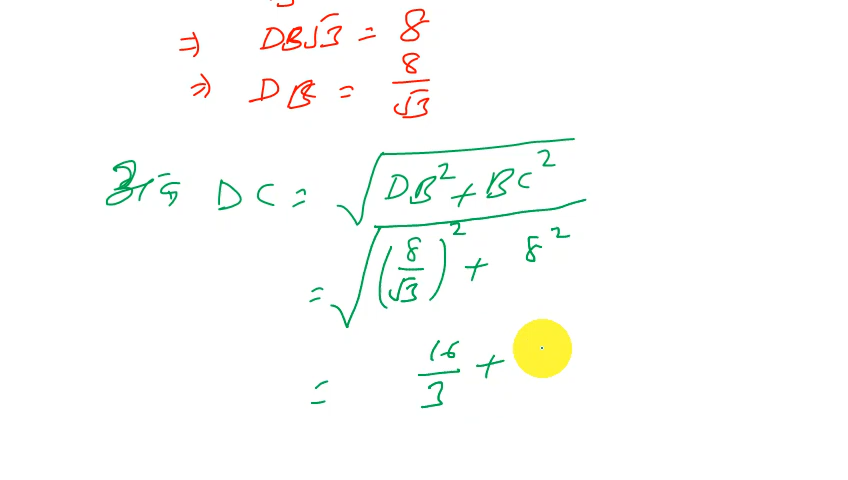 ⇒ DB√3 = 8
⇒ DB = 8/√3
DC = √(DB² + BC²)
= √((8/√3)² + 8²
= 16/3 +